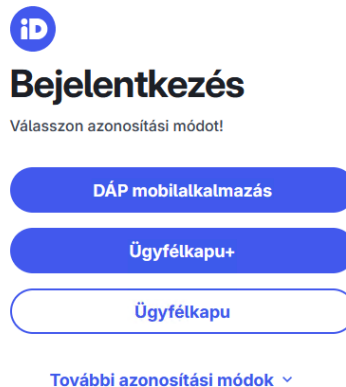 iD
Bejelentkezés
Válasszon azonosítási módot!
DÁP mobilalkalmazás
Ügyfélkapu+
Ügyfélkapu
További azonosítási módok